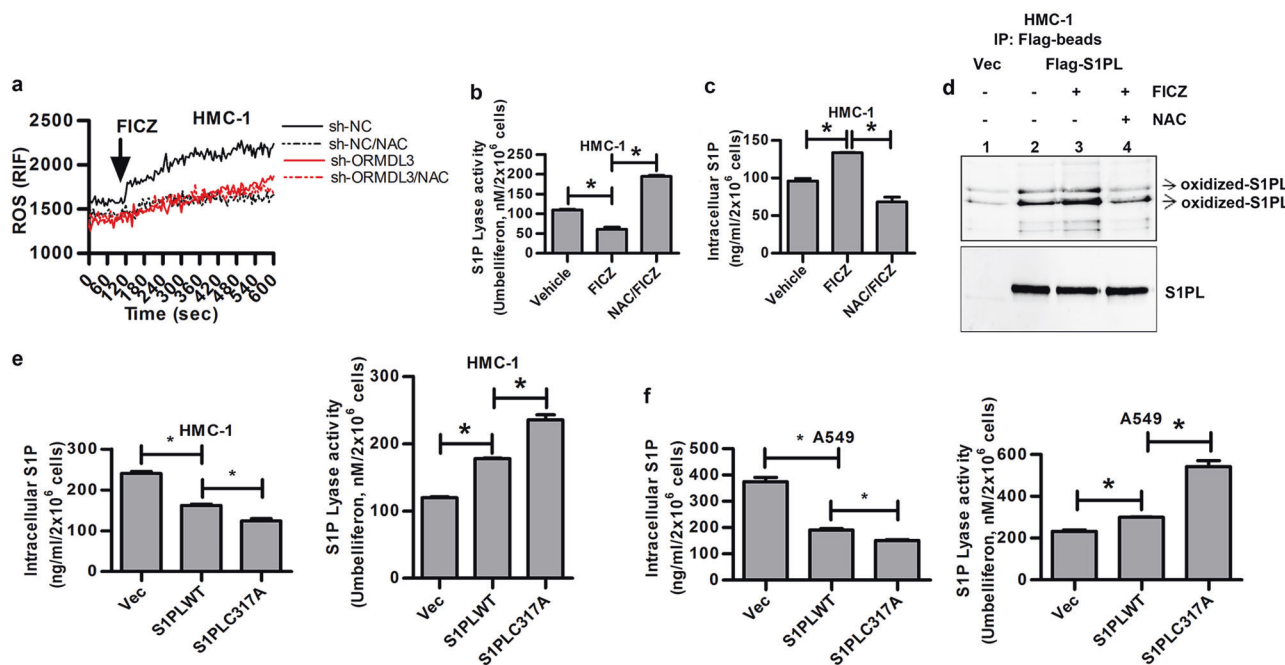 a
FICZ
HMC-1
2500
2000
1500
1000
ROS (RIF)
0
60
120
180
240
300
360
420
480
540
600
Time (sec)
sh-NC
sh-NC/NAC
sh-ORMDL3
sh-ORMDL3/NAC
b
HMC-1
S1P Lyase activity
(Umbelliferon, nM/2x10⁶ cells)
250
200
150
100
50
0
*
*
Vehicle
FICZ
NAC/FICZ
c
HMC-1
Intracellular S1P
(ng/ml/2x10⁶ cells)
150
100
50
0
*
*
Vehicle
FICZ
NAC/FICZ
HMC-1
IP: Flag-beads
Vec Flag-S1PL
d
- - + + FICZ
- - - + NAC
1 2 3 4
oxidized-S1PL
oxidized-S1PL
S1PL
e
HMC-1
Intracellular S1P
(ng/ml/2x10⁶ cells)
300
200
100
0
*
*
Vec
S1PLWT
S1PLC317A
HMC-1
S1P Lyase activity
(Umbelliferon, nM/2x10⁶ cells)
300
200
100
0
*
*
Vec
S1PLWT
S1PLC317A
f
* A549
Intracellular S1P
(ng/ml/2x10⁶ cells)
500
400
300
200
100
0
*
Vec
S1PLWT
S1PLC317A
A549
S1P Lyase activity
(Umbelliferon, nM/2x10⁶ cells)
800
600
400
200
0
*
*
Vec
S1PLWT
S1PLC317A